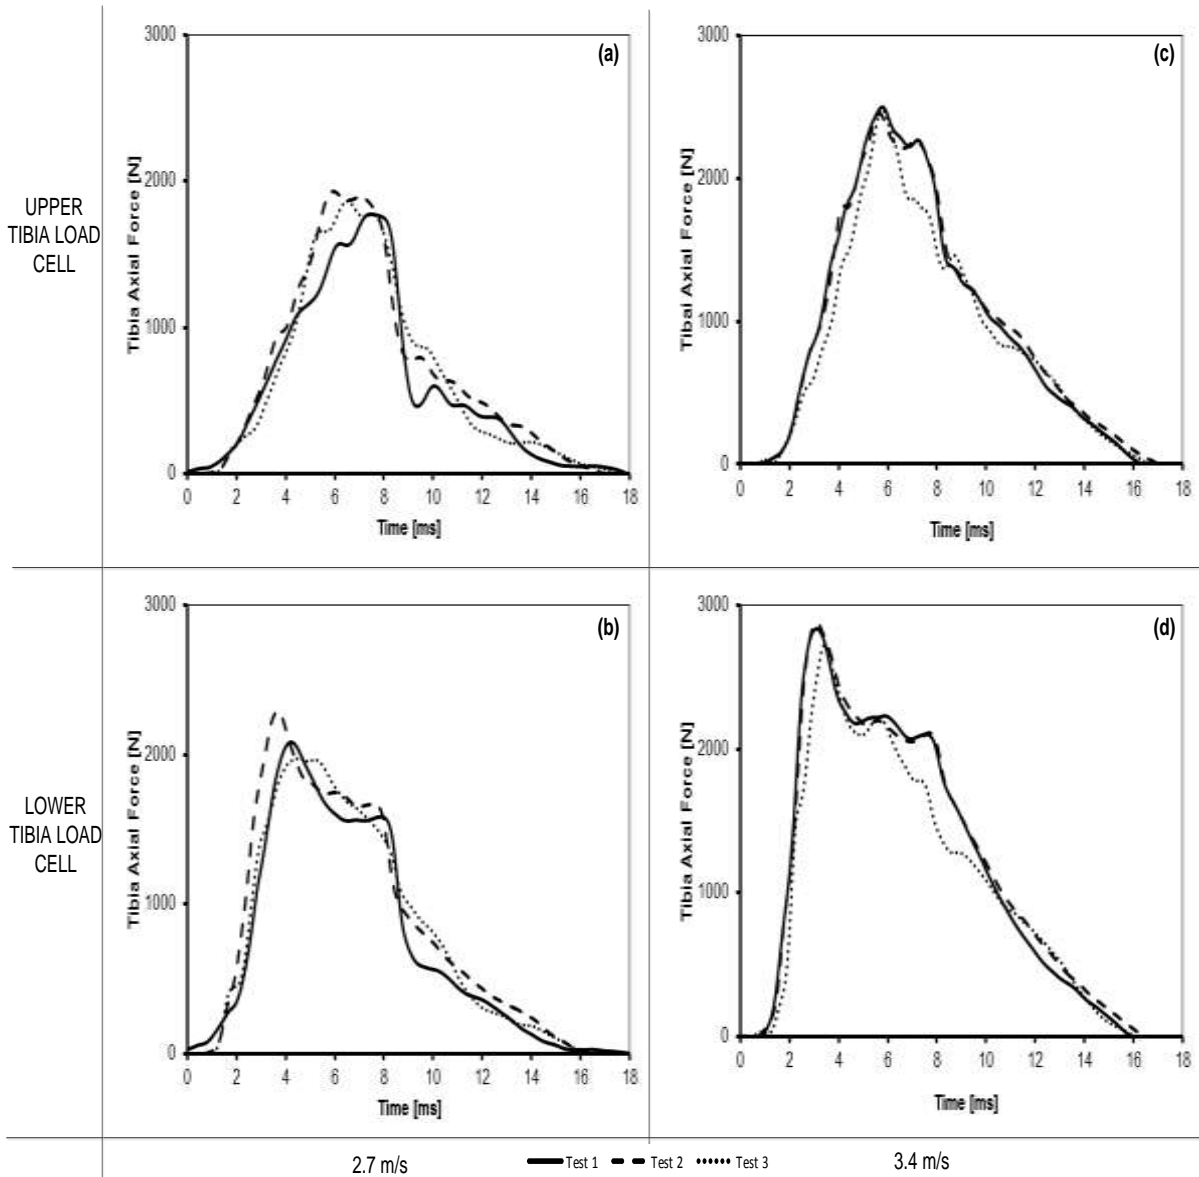 UPPER
TIBIA LOAD
CELL
(a)
Tibia Axial Force [N]
3000
2000
1000
0
0 2 4 6 8 10 12 14 16 18
Time [ms]
(c)
Tibal Axial Force [N]
3000
2000
1000
0
0 2 4 6 8 10 12 14 16 18
Time [ms]
LOWER
TIBIA LOAD
CELL
(b)
Tibia Axial Force [N]
3000
2000
1000
0
0 2 4 6 8 10 12 14 16 18
Time [ms]
(d)
Tibia Axial Force [N]
3000
2000
1000
0
0 2 4 6 8 10 12 14 16 18
Time [ms]
2.7 m/s
Test 1 Test 2 Test 3
3.4 m/s